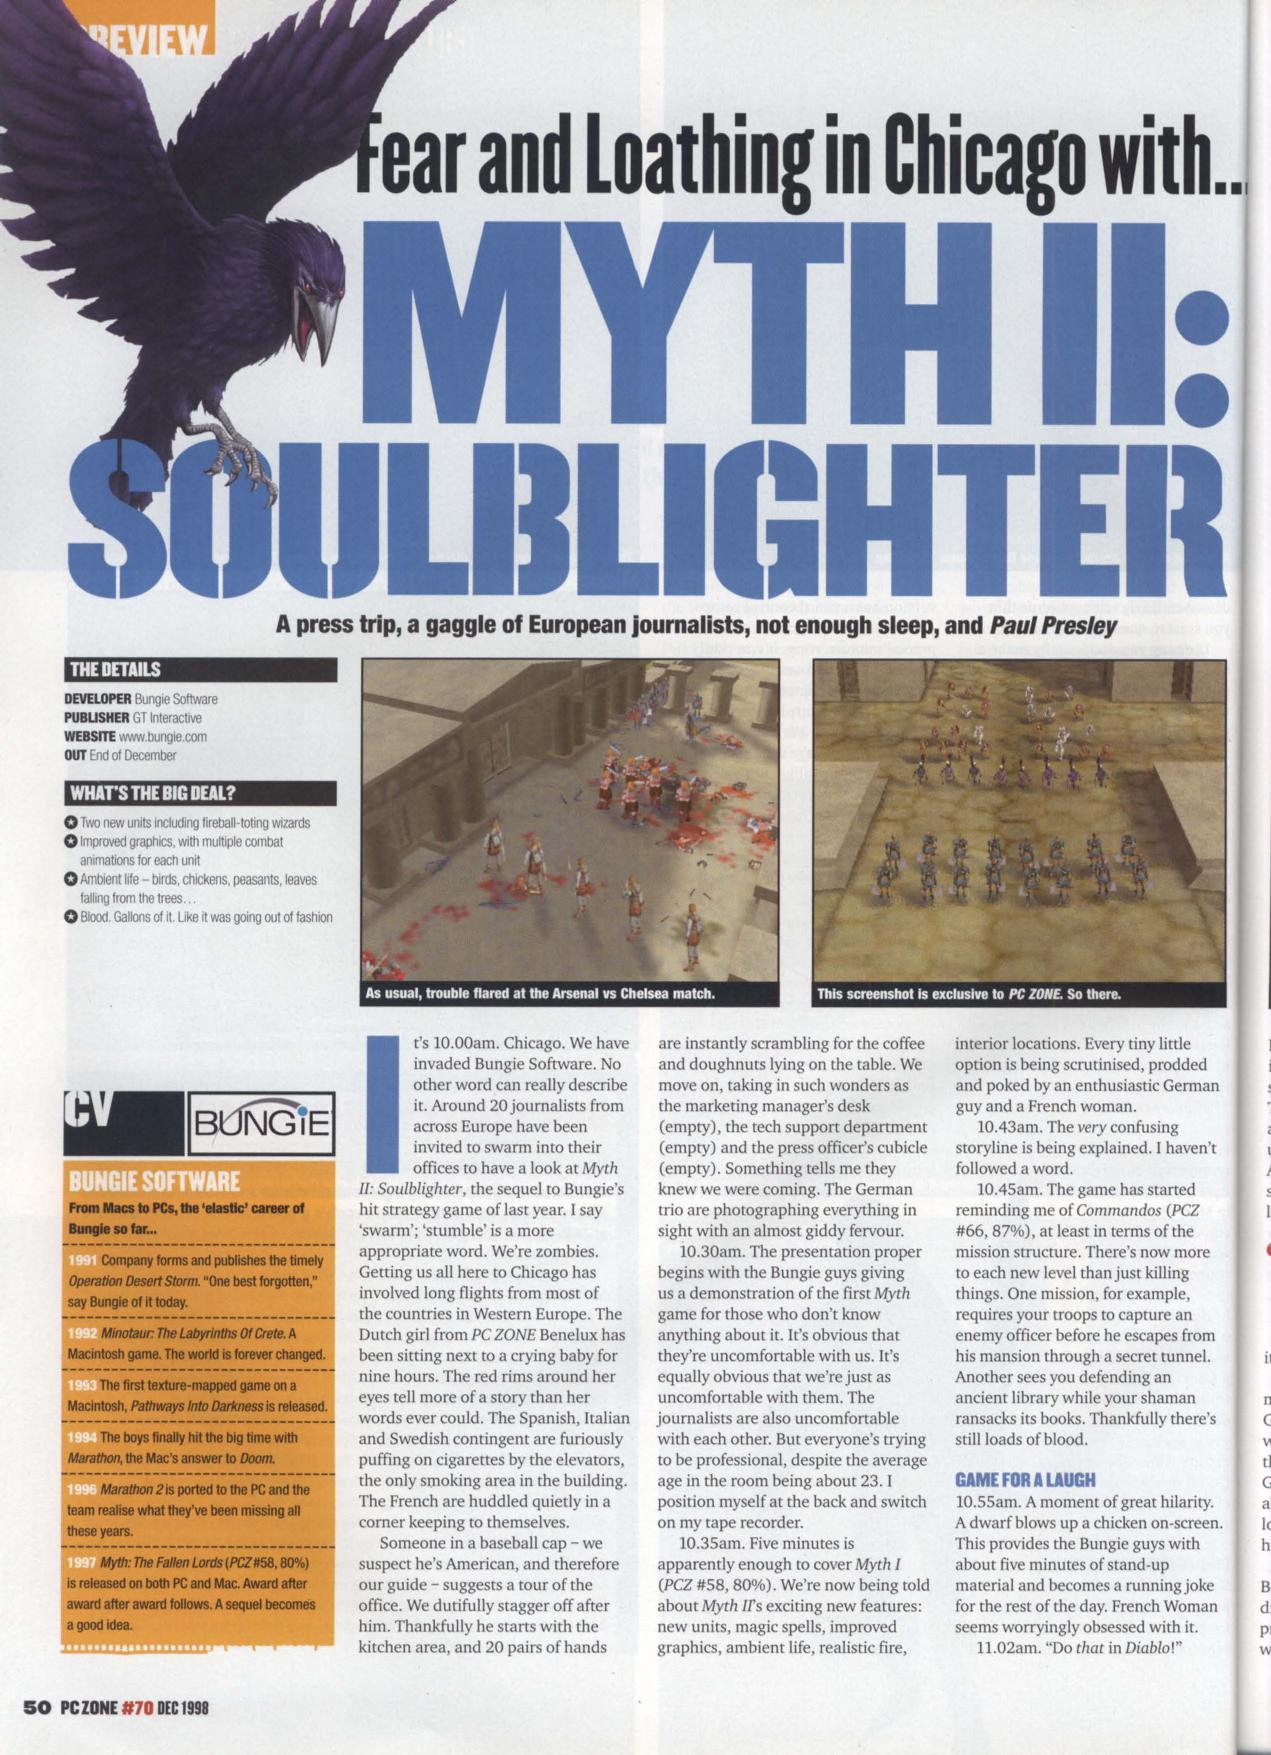 PREVIEW
Fear and Loathing in Chicago with...
MYTH II:
SOULBLIGHTER
A press trip, a gaggle of European journalists, not enough sleep, and Paul Presley
THE DETAILS
DEVELOPER Bungie Software
PUBLISHER GT Interactive
WEBSITE www.bungie.com
OUT End of December
WHAT'S THE BIG DEAL?
Two new units including fireball-toting wizards
Improved graphics, with multiple combat
animations for each unit
Ambient life – birds, chickens, peasants, leaves
falling from the trees...
Blood. Gallons of it. Like it was going out of fashion
As usual, trouble flared at the Arsenal vs Chelsea match.
This screenshot is exclusive to PC ZONE. So there.
CV
BUNGiE
BUNGIE SOFTWARE
From Macs to PCs, the 'elastic' career of
Bungie so far...
1991 Company forms and publishes the timely
Operation Desert Storm. "One best forgotten,"
say Bungie of it today.
1992 Minotaur: The Labyrinths Of Crete. A
Macintosh game. The world is forever changed.
1993 The first texture-mapped game on a
Macintosh, Pathways Into Darkness is released.
1994 The boys finally hit the big time with
Marathon, the Mac's answer to Doom.
1996 Marathon 2 is ported to the PC and the
team realise what they've been missing all
these years.
1997 Myth: The Fallen Lords (PCZ #58, 80%)
is released on both PC and Mac. Award after
award after award follows. A sequel becomes
a good idea.
It's 10.00am. Chicago. We have
invaded Bungie Software. No
other word can really describe
it. Around 20 journalists from
across Europe have been
invited to swarm into their
offices to have a look at Myth
II: Soulblighter, the sequel to Bungie's
hit strategy game of last year. I say
'swarm'; 'stumble' is a more
appropriate word. We're zombies.
Getting us all here to Chicago has
involved long flights from most of
the countries in Western Europe. The
Dutch girl from PC ZONE Benelux has
been sitting next to a crying baby for
nine hours. The red rims around her
eyes tell more of a story than her
words ever could. The Spanish, Italian
and Swedish contingent are furiously
puffing on cigarettes by the elevators,
the only smoking area in the building.
The French are huddled quietly in a
corner keeping to themselves.
Someone in a baseball cap – we
suspect he's American, and therefore
our guide – suggests a tour of the
office. We dutifully stagger off after
him. Thankfully he starts with the
kitchen area, and 20 pairs of hands
are instantly scrambling for the coffee
and doughnuts lying on the table. We
move on, taking in such wonders as
the marketing manager's desk
(empty), the tech support department
(empty) and the press officer's cubicle
(empty). Something tells me they
knew we were coming. The German
trio are photographing everything in
sight with an almost giddy fervour.
10.30am. The presentation proper
begins with the Bungie guys giving
us a demonstration of the first Myth
game for those who don't know
anything about it. It's obvious that
they're uncomfortable with us. It's
equally obvious that we're just as
uncomfortable with them. The
journalists are also uncomfortable
with each other. But everyone's trying
to be professional, despite the average
age in the room being about 23. I
position myself at the back and switch
on my tape recorder.
10.35am. Five minutes is
apparently enough to cover Myth I
(PCZ #58, 80%). We're now being told
about Myth II's exciting new features:
new units, magic spells, improved
graphics, ambient life, realistic fire,
interior locations. Every tiny little
option is being scrutinised, prodded
and poked by an enthusiastic German
guy and a French woman.
10.43am. The very confusing
storyline is being explained. I haven't
followed a word.
10.45am. The game has started
reminding me of Commandos (PCZ
#66, 87%), at least in terms of the
mission structure. There's now more
to each new level than just killing
things. One mission, for example,
requires your troops to capture an
enemy officer before he escapes from
his mansion through a secret tunnel.
Another sees you defending an
ancient library while your shaman
ransacks its books. Thankfully there's
still loads of blood.
GAME FOR A LAUGH
10.55am. A moment of great hilarity.
A dwarf blows up a chicken on-screen.
This provides the Bungie guys with
about five minutes of stand-up
material and becomes a running joke
for the rest of the day. French Woman
seems worryingly obsessed with it.
11.02am. "Do that in Diablo!"
50 PC ZONE #70 DEC 1998